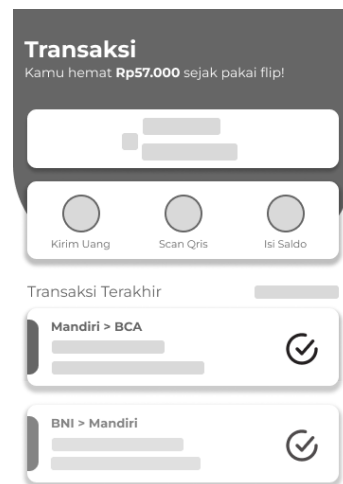 Transaksi
Kamu hemat Rp57.000 sejak pakai flip!
Kirim Uang
Scan Qris
Isi Saldo
Transaksi Terakhir
Mandiri > BCA
BNI > Mandiri